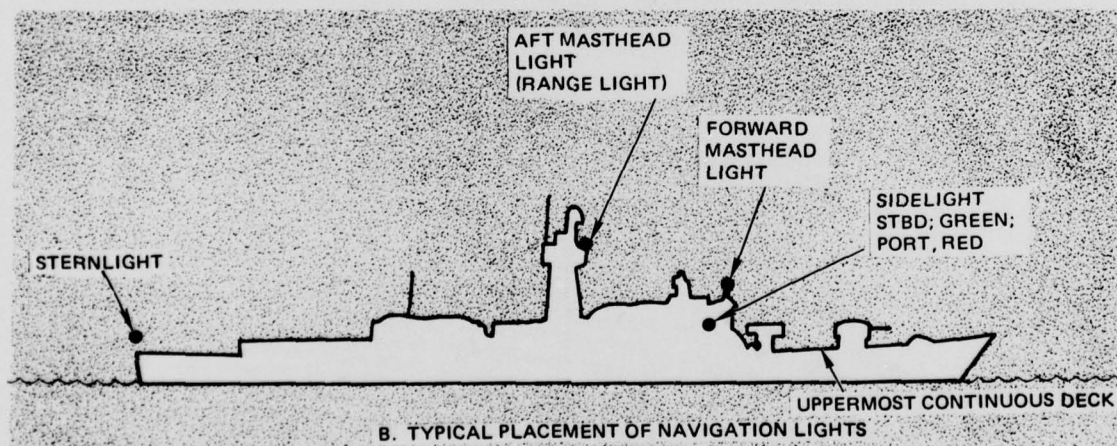 AFT MASTHEAD
LIGHT
(RANGE LIGHT)
FORWARD
MASTHEAD
LIGHT
SIDELIGHT
STBD; GREEN;
PORT, RED
STERNLIGHT
UPPERMOST CONTINUOUS DECK
B. TYPICAL PLACEMENT OF NAVIGATION LIGHTS